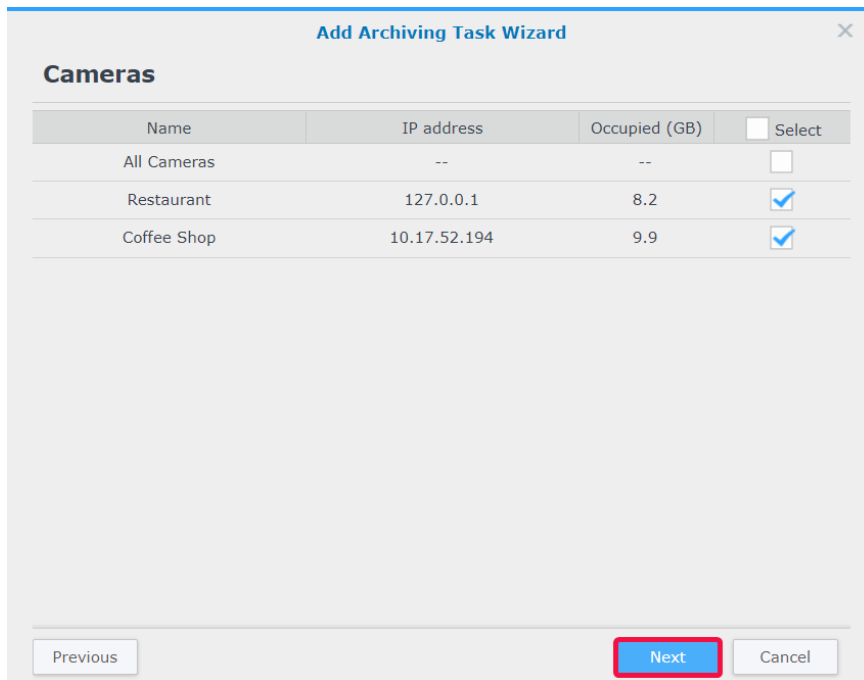 Add Archiving Task Wizard
Cameras
Name IP address Occupied (GB) Select
All Cameras -- --
Restaurant 127.0.0.1 8.2
Coffee Shop 10.17.52.194 9.9
Previous Next Cancel